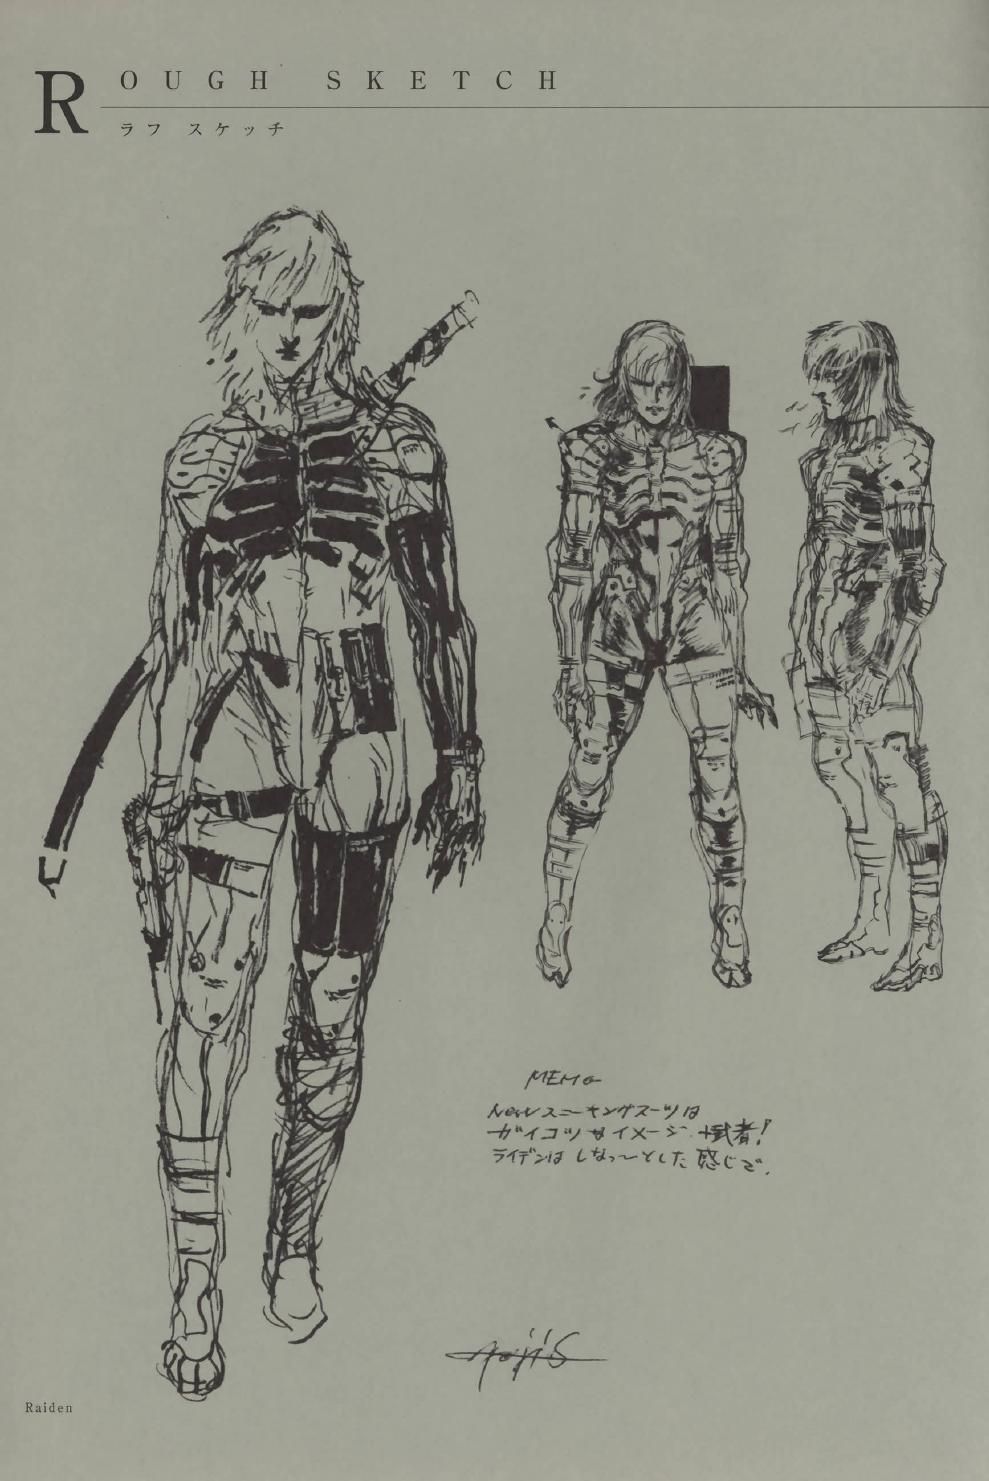 ROUGH SKETCH
ラフ スケッチ
MEMO
Newスニーキングスーツは
ガイコツなイメージ. 武者!
ライデンは しなっ〜とした 感じで.
Raiden